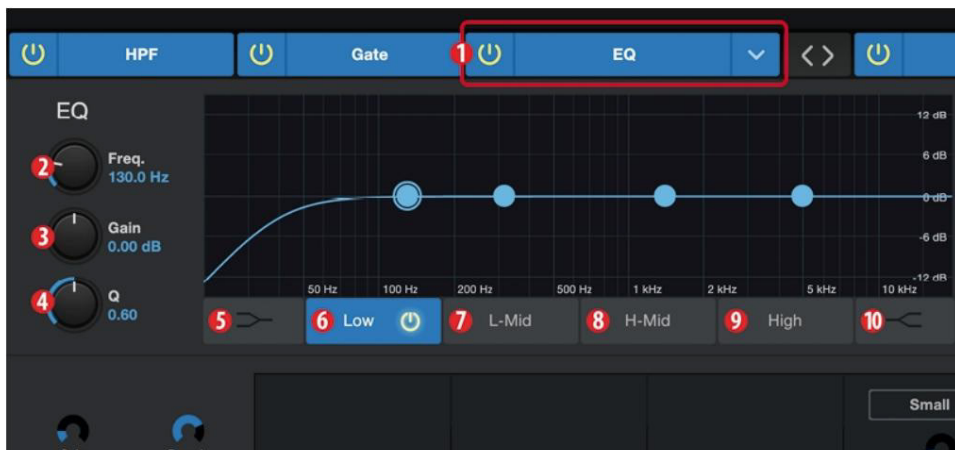 HPF
Gate
1
EQ
EQ
2
Freq.
130.0 Hz
3
Gain
0.00 dB
4
Q
0.60
12 dB
6 dB
0 dB
-6 dB
-12 dB
50 Hz 100 Hz 200 Hz 500 Hz 1 kHz 2 kHz 5 kHz 10 kHz
5
6 Low
7 L-Mid
8 H-Mid
9 High
10
Small